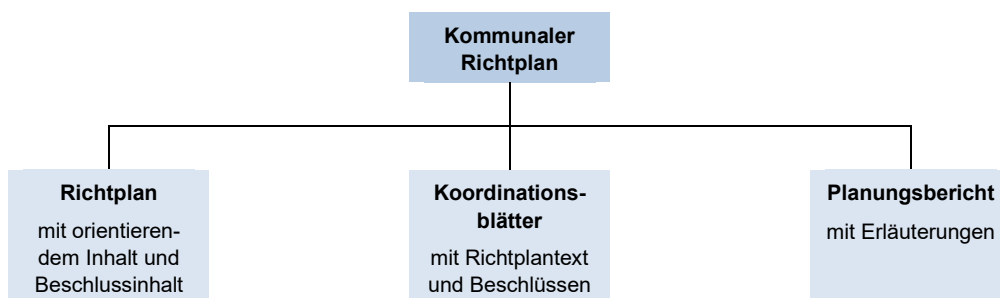 Kommunaler
Richtplan
Richtplan
mit orientieren-
dem Inhalt und
Beschlussinhalt
Koordinations-
blätter
mit Richtplantext
und Beschlüssen
Planungsbericht
mit Erläuterungen